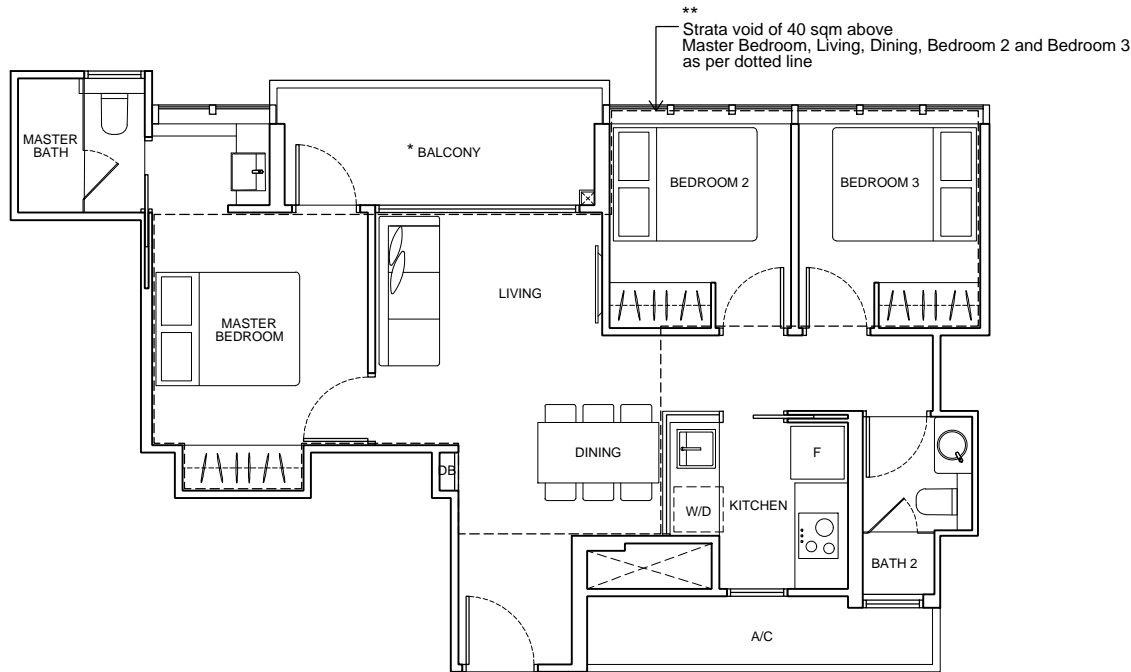 **
Strata void of 40 sqm above
Master Bedroom, Living, Dining, Bedroom 2 and Bedroom 3
as per dotted line
MASTER
BATH
* BALCONY
BEDROOM 2
BEDROOM 3
LIVING
MASTER
BEDROOM
DINING
DB
F
W/D
KITCHEN
BATH 2
A/C